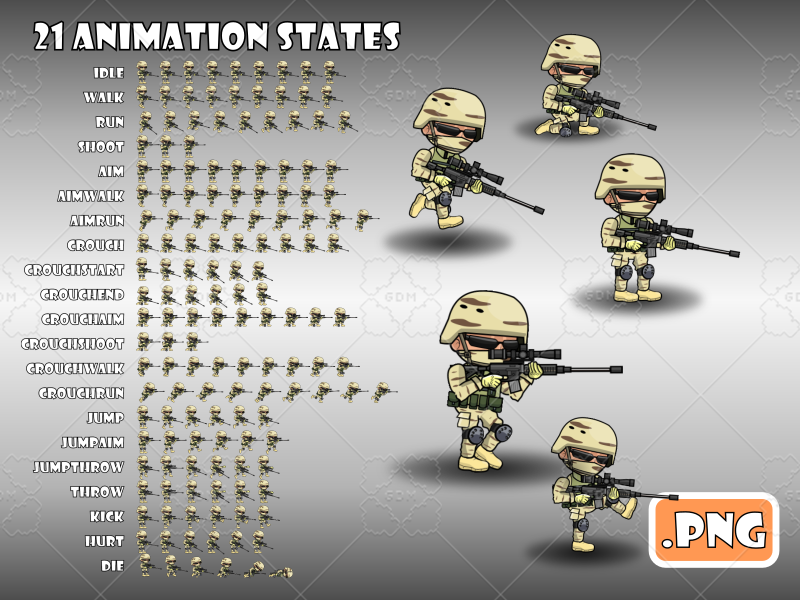 21 ANIMATION STATES
IDLE
WALK
RUN
SHOOT
AIM
AIMWALK
AIMRUN
CROUCH
CROUCHSTART
CROUCHEND
CROUCHAIM
CROUCHSHOOT
CROUCHWALK
CROUCHRUN
JUMP
JUMPAIM
JUMPTHROW
THROW
KICK
HURT
DIE
.PNG
GDM